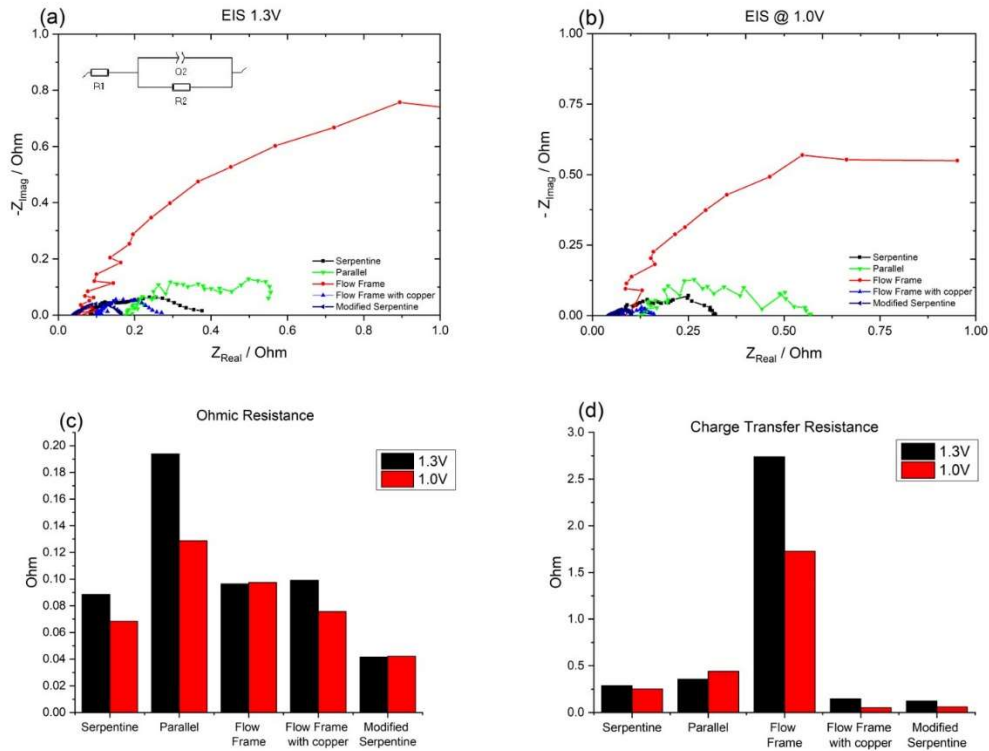 (a)
EIS 1.3V
1.0
0.8
0.6
0.4
0.2
0.0
-Z_Imag / Ohm
R1
Q2
R2
Serpentine
Parallel
Flow Frame
Flow Frame with copper
Modified Serpentine
0.0 0.2 0.4 0.6 0.8 1.0
Z_Real / Ohm
(b)
EIS @ 1.0V
1.00
0.75
0.50
0.25
0.00
- Z_Imag / Ohm
Serpentine
Parallel
Flow Frame
Flow Frame with copper
Modified Serpentine
0.00 0.25 0.50 0.75 1.00
Z_Real / Ohm
(c)
Ohmic Resistance
0.20
0.18
0.16
0.14
0.12
0.10
0.08
0.06
0.04
0.02
0.00
Ohm
1.3V
1.0V
Serpentine Parallel Flow Flow Frame Modified
Frame with copper Serpentine
(d)
Charge Transfer Resistance
3.0
2.5
2.0
1.5
1.0
0.5
0.0
Ohm
1.3V
1.0V
Serpentine Parallel Flow Flow Frame Modified
Frame with copper Serpentine